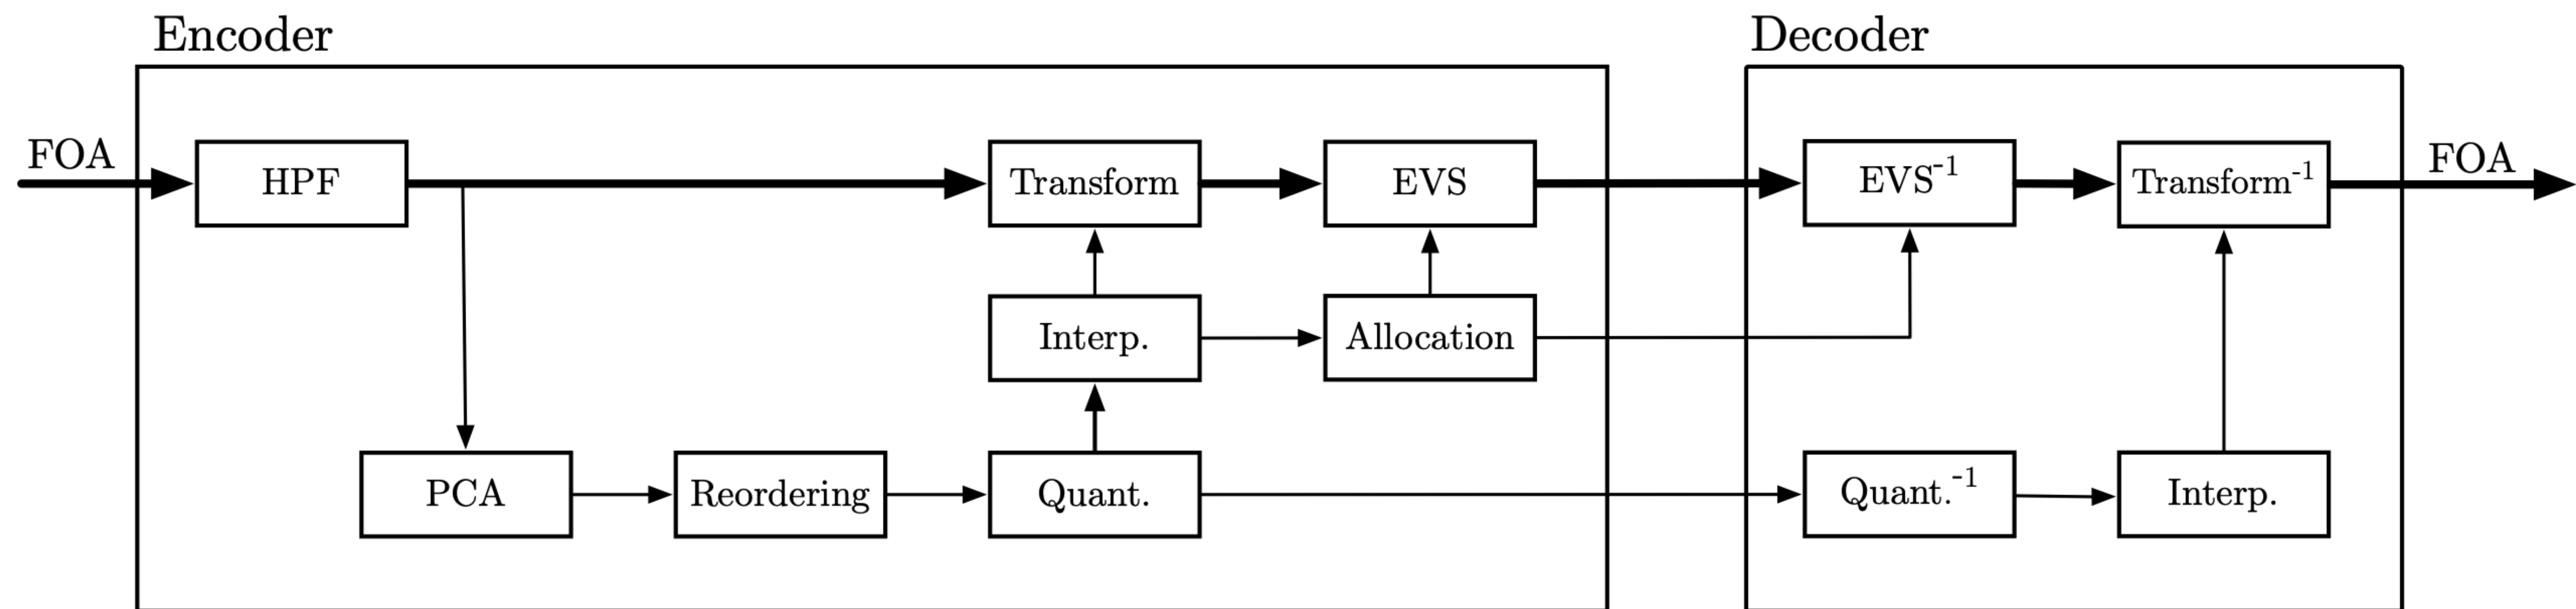 Encoder
Decoder
FOA
HPF
Transform
EVS
EVS-1
Transform-1
FOA
Interp.
Allocation
PCA
Reordering
Quant.
Quant.-1
Interp.